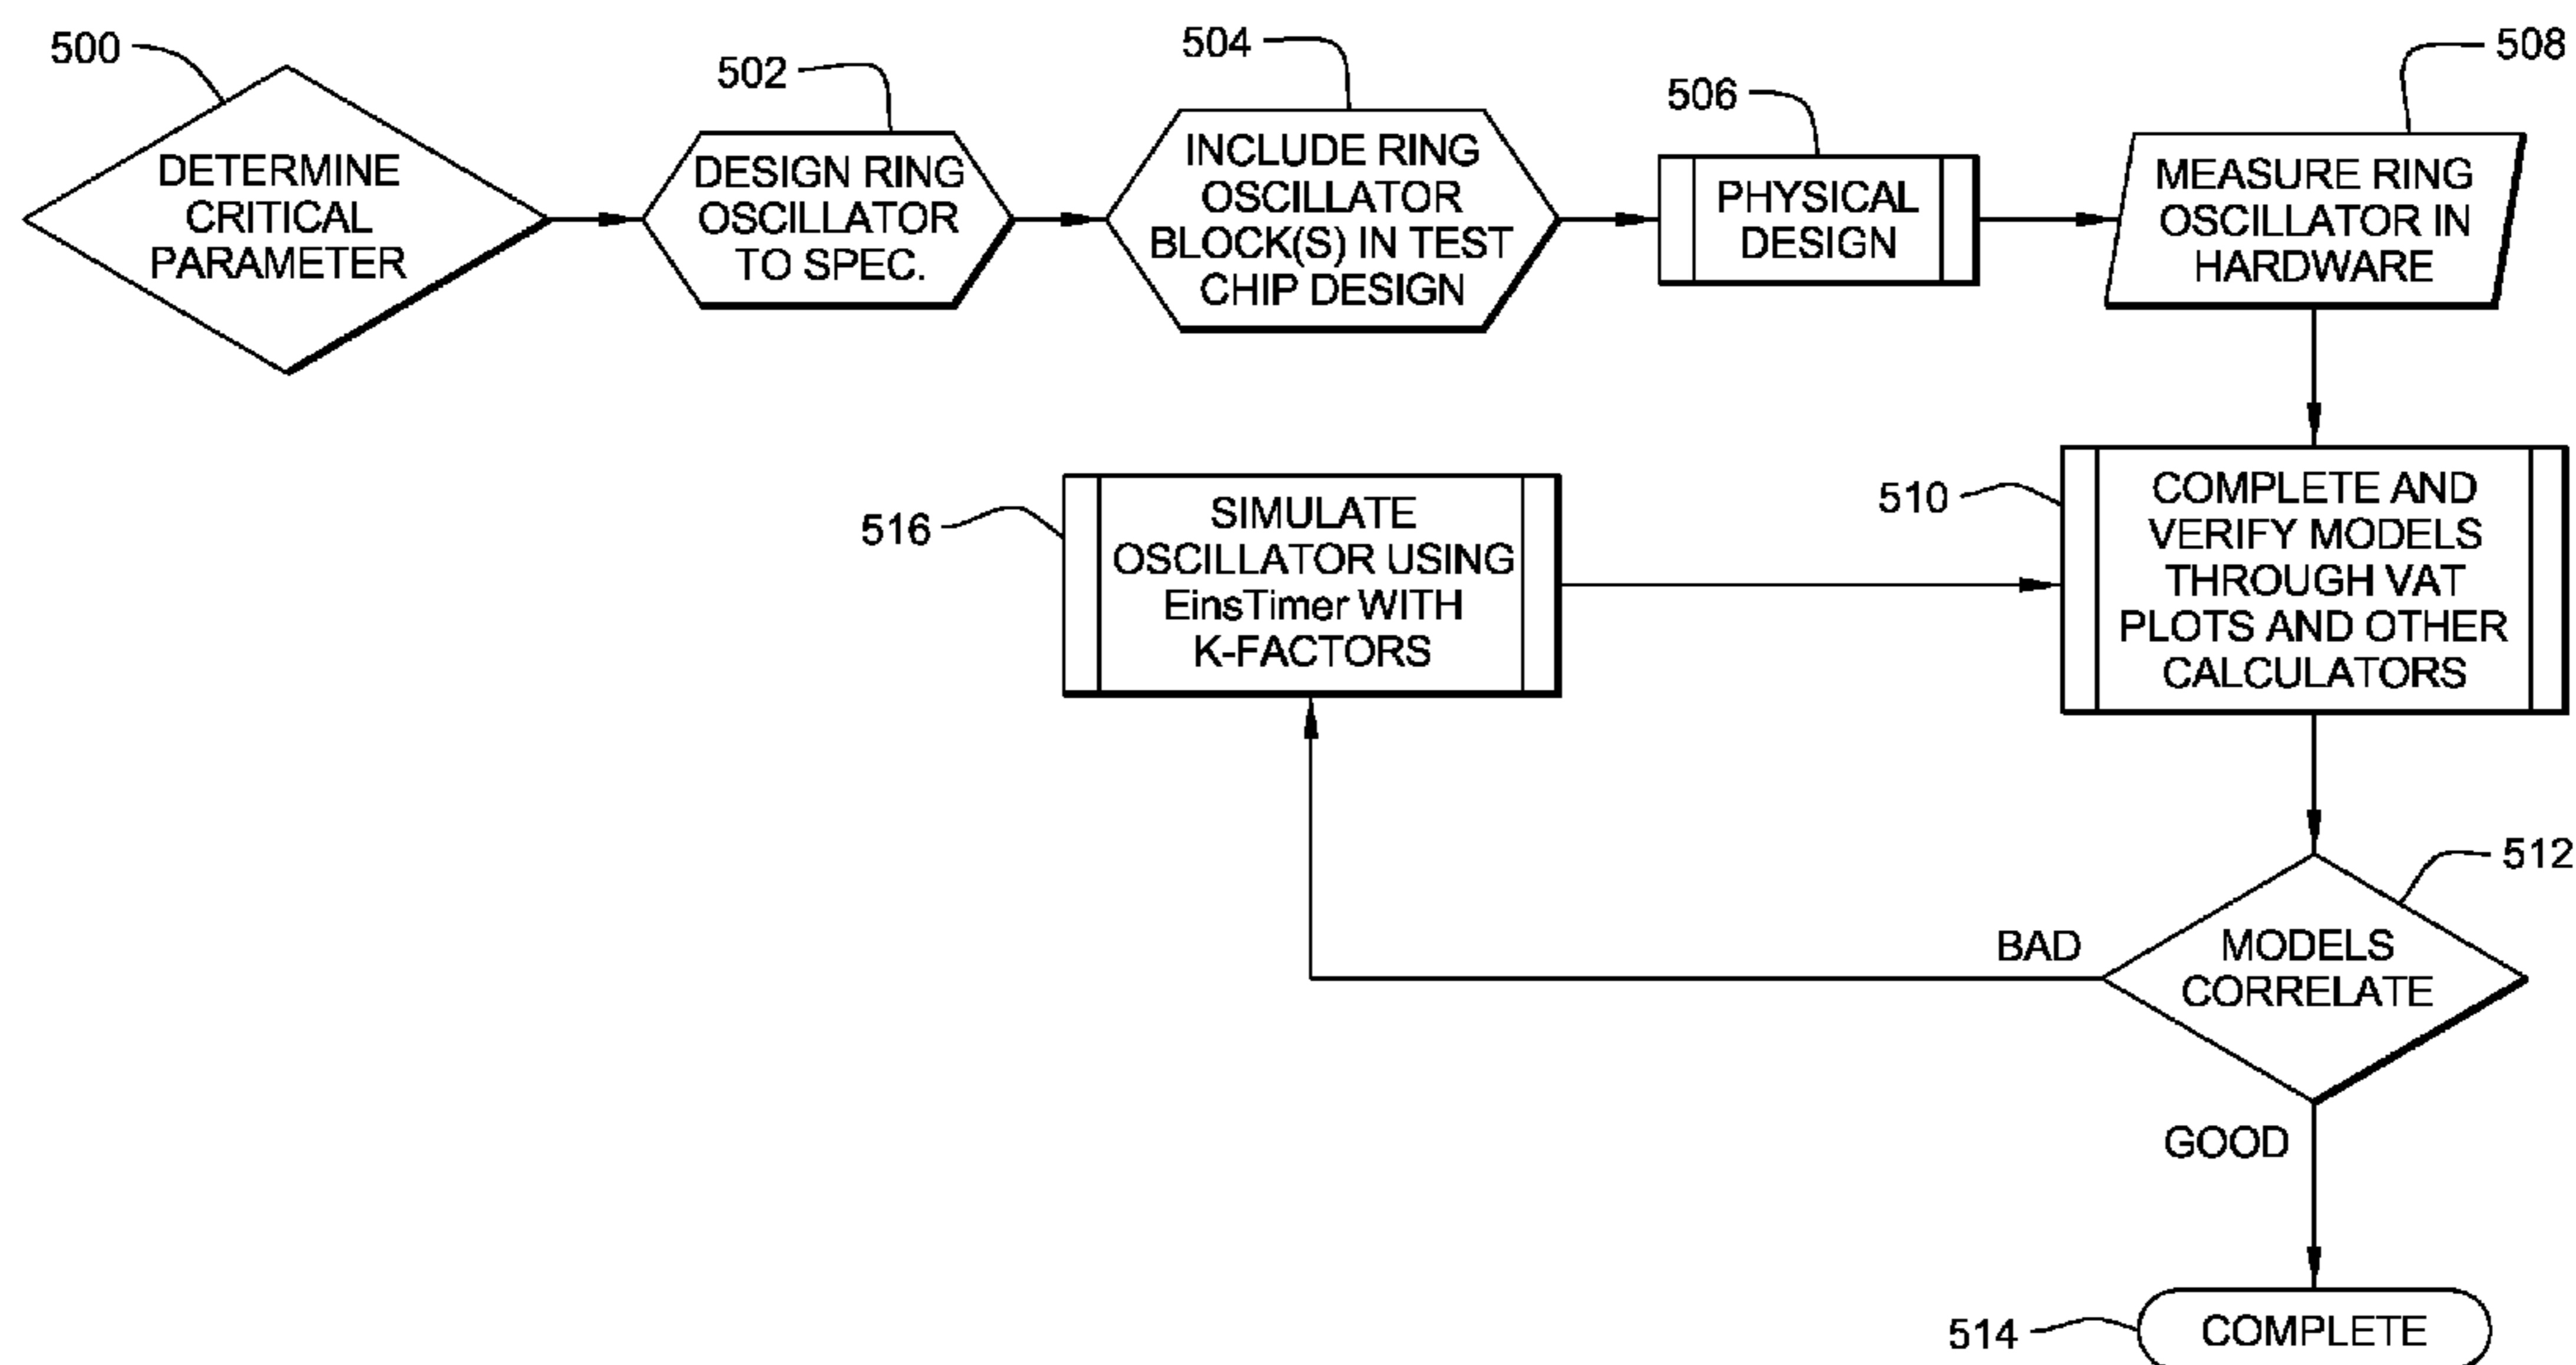 500
DETERMINE
CRITICAL
PARAMETER
502
DESIGN RING
OSCILLATOR
TO SPEC.
504
INCLUDE RING
OSCILLATOR
BLOCK(S) IN TEST
CHIP DESIGN
506
PHYSICAL
DESIGN
508
MEASURE RING
OSCILLATOR IN
HARDWARE
510
COMPLETE AND
VERIFY MODELS
THROUGH VAT
PLOTS AND OTHER
CALCULATORS
516
SIMULATE
OSCILLATOR USING
EinsTimer WITH
K-FACTORS
512
MODELS
CORRELATE
BAD
GOOD
514
COMPLETE